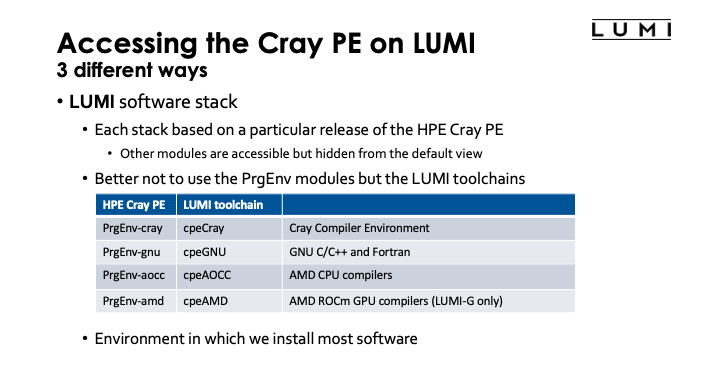 LUMI
Accessing the Cray PE on LUMI
3 different ways
• LUMI software stack
• Each stack based on a particular release of the HPE Cray PE
• Other modules are accessible but hidden from the default view
• Better not to use the PrgEnv modules but the LUMI toolchains
HPE Cray PE LUMI toolchain
PrgEnv-cray cpeCray Cray Compiler Environment
PrgEnv-gnu cpeGNU GNU C/C++ and Fortran
PrgEnv-aocc cpeAOCC AMD CPU compilers
PrgEnv-amd cpeAMD AMD ROCm GPU compilers (LUMI-G only)
• Environment in which we install most software